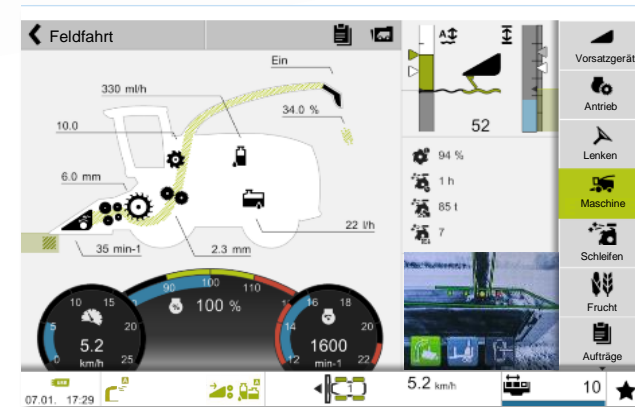 Feldfahrt
Ein
330 ml/h
34.0 %
10.0
6.0 mm
22 l/h
35 min-1
2.3 mm
90 100 110
100 %
5 10 15 20
0 25
5.2
km/h
12 14 16 18 20 22
1600
min-1
A
52
94 %
1 h
85 t
7
Vorsatzgerät
Antrieb
Lenken
Maschine
Schleifen
Frucht
Aufträge
07.01. 17:29
A
A
1
5.2 km/h
10